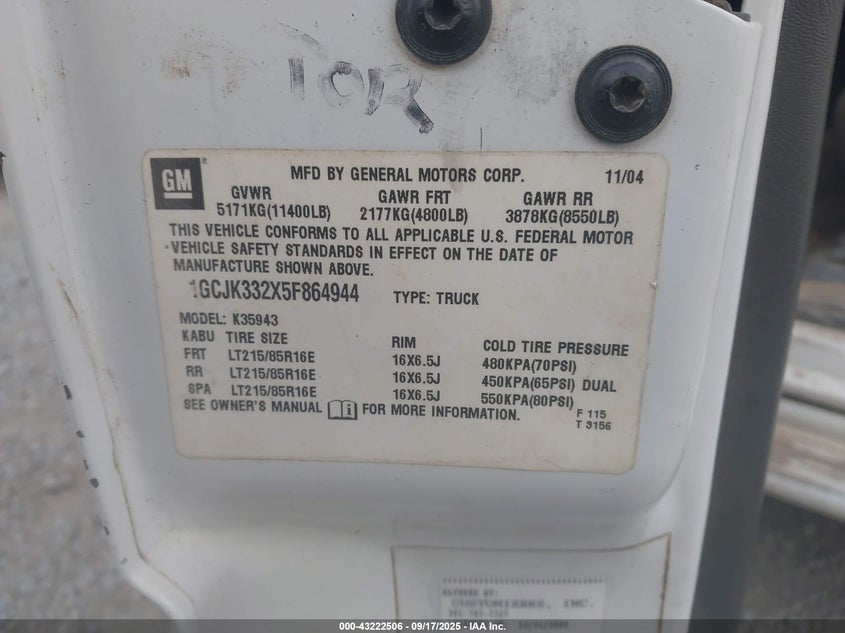 10R
GM
MFD BY GENERAL MOTORS CORP. 11/04
GVWR GAWR FRT GAWR RR
5171KG(11400LB) 2177KG(4800LB) 3878KG(8550LB)
THIS VEHICLE CONFORMS TO ALL APPLICABLE U.S. FEDERAL MOTOR
VEHICLE SAFETY STANDARDS IN EFFECT ON THE DATE OF
MANUFACTURE SHOWN ABOVE.
1GCJK332X5F864944 TYPE: TRUCK
MODEL: K35943
KABU TIRE SIZE RIM COLD TIRE PRESSURE
FRT LT215/85R16E 16X6.5J 480KPA(70PSI)
RR LT215/85R16E 16X6.5J 450KPA(65PSI) DUAL
SPA LT215/85R16E 16X6.5J 550KPA(80PSI)
SEE OWNER'S MANUAL FOR MORE INFORMATION.
F 115
T 3156
ALTERED BY:
INC.
000-43222506 - 09/17/2025 - IAA Inc.